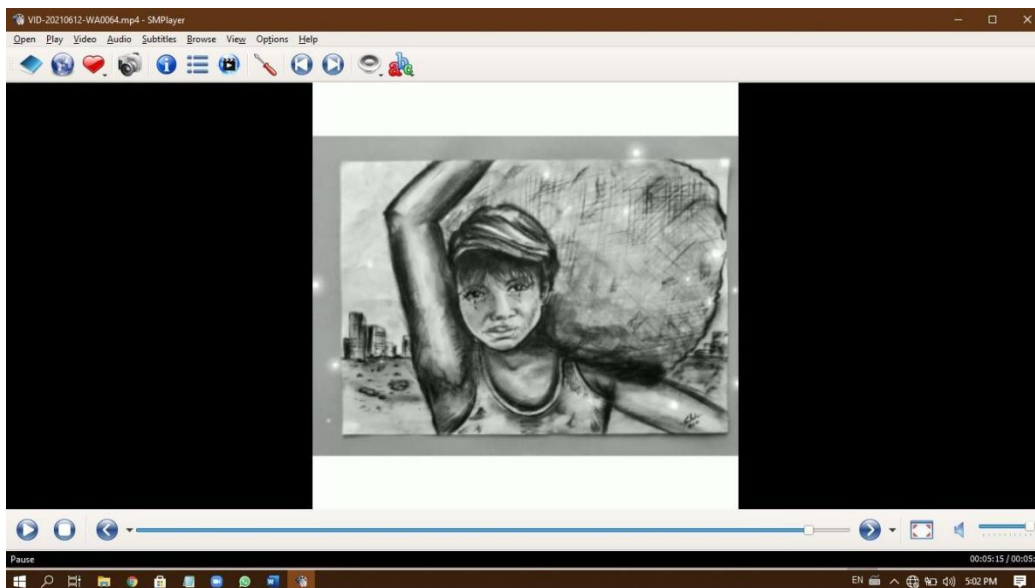 VID-20210612-WA0064.mp4 - SMPlayer
Open Play Video Audio Subtitles Browse View Options Help
abc
Pause
00:05:15 / 00:05:
EN
5:02 PM